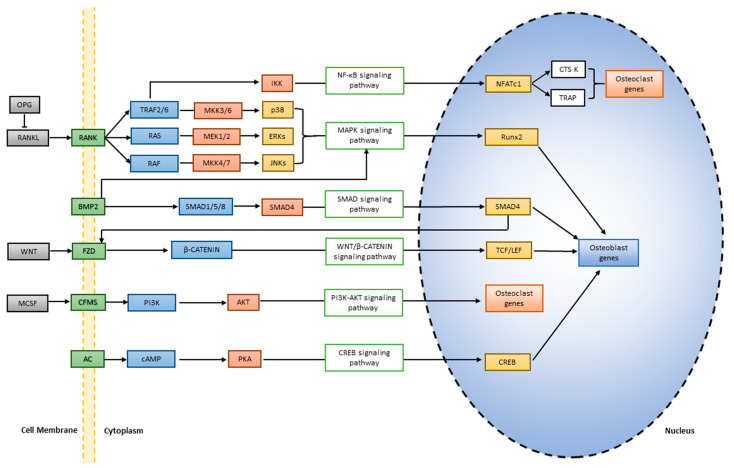 NF-κB signaling
pathway
IKK
NFATc1
CTS K
TRAP
Osteoclast
genes
OPG
RANKL
RANK
TRAF2/6
MKK3/6
p38
RAS
MEK1/2
ERKs
RAF
MKK4/7
JNKs
MAPK signaling
pathway
Runx2
BMP2
SMAD1/5/8
SMAD4
SMAD signaling
pathway
SMAD4
WNT
FZD
β-CATENIN
WNT/β-CATENIN
signaling pathway
TCF/LEF
Osteoblast
genes
MCSF
CFMS
PI3K
AKT
PI3K-AKT signaling
pathway
Osteoclast
genes
AC
cAMP
PKA
CREB signaling
pathway
CREB
Cell Membrane
Cytoplasm
Nucleus